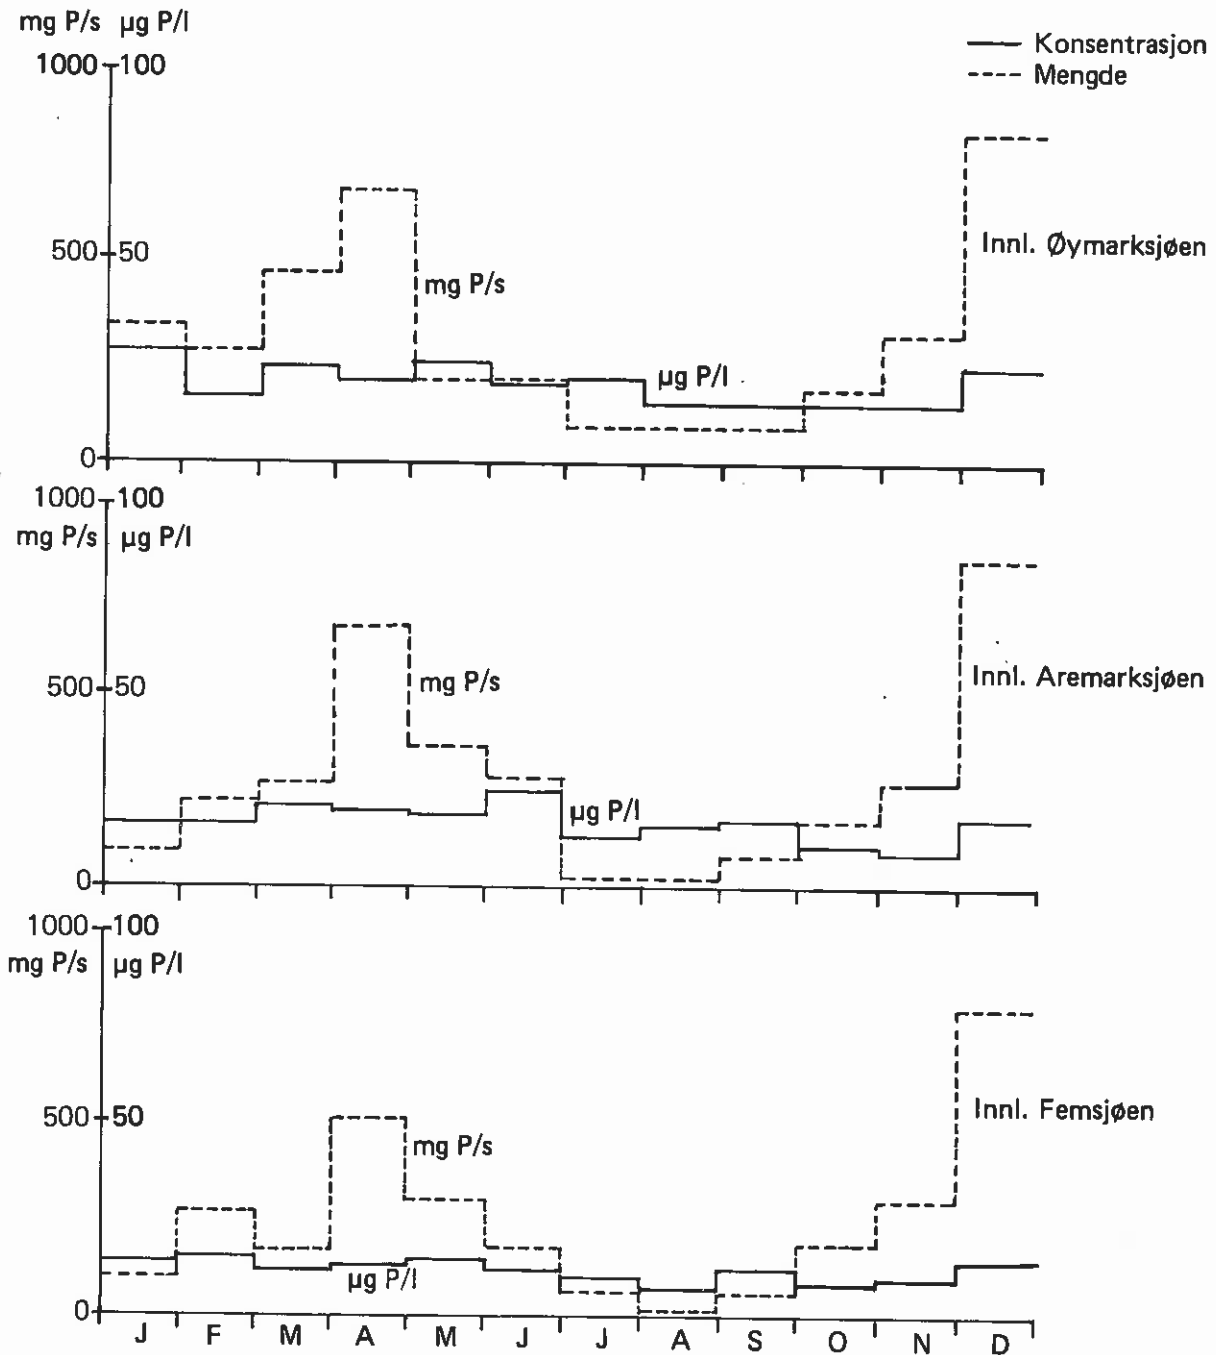 mg P/s µg P/l
Konsentrasjon
Mengde
1000 100
500 50
0
mg P/s
µg P/l
Innl. Øymarksjøen
1000 100
mg P/s µg P/l
500 50
0
mg P/s
µg P/l
Innl. Aremarksjøen
1000 100
mg P/s µg P/l
500 50
0
mg P/s
µg P/l
Innl. Femsjøen
J F M A M J J A S O N D